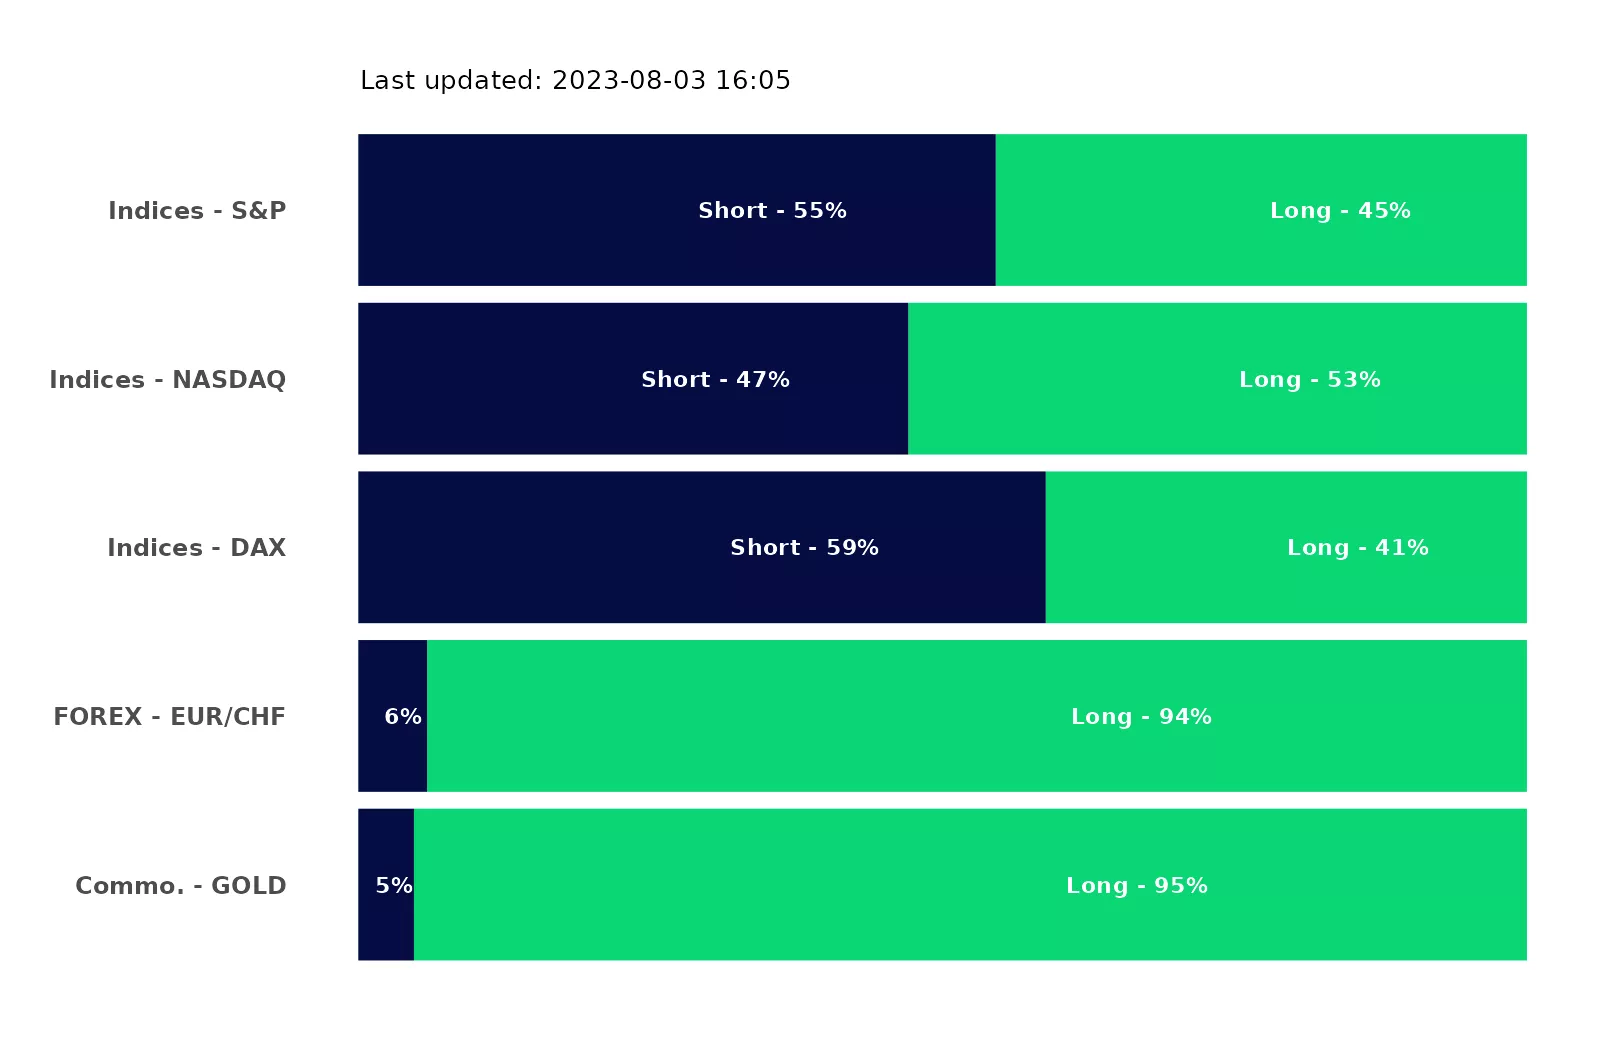 Last updated: 2023-08-03 16:05
Indices - S&P Short - 55% Long - 45%
Indices - NASDAQ Short - 47% Long - 53%
Indices - DAX Short - 59% Long - 41%
FOREX - EUR/CHF 6% Long - 94%
Commo. - GOLD 5% Long - 95%